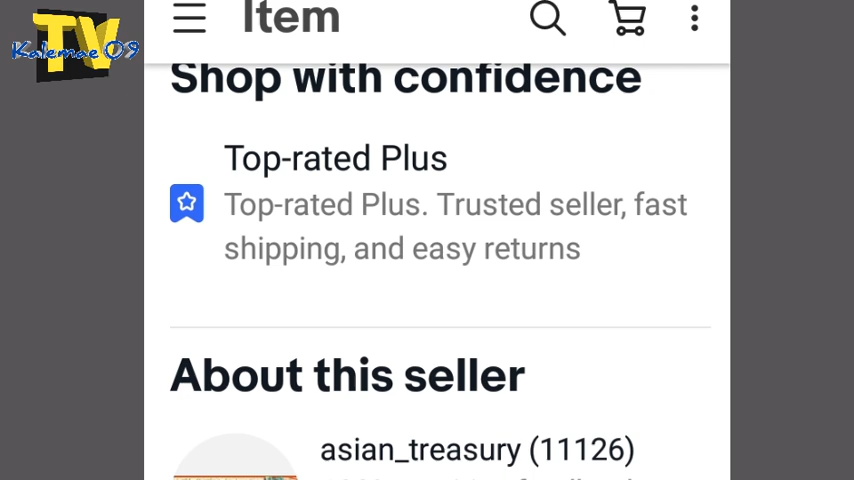 TV
Kalemae 09
Item
Shop with confidence
Top-rated Plus
Top-rated Plus. Trusted seller, fast
shipping, and easy returns
About this seller
asian_treasury (11126)